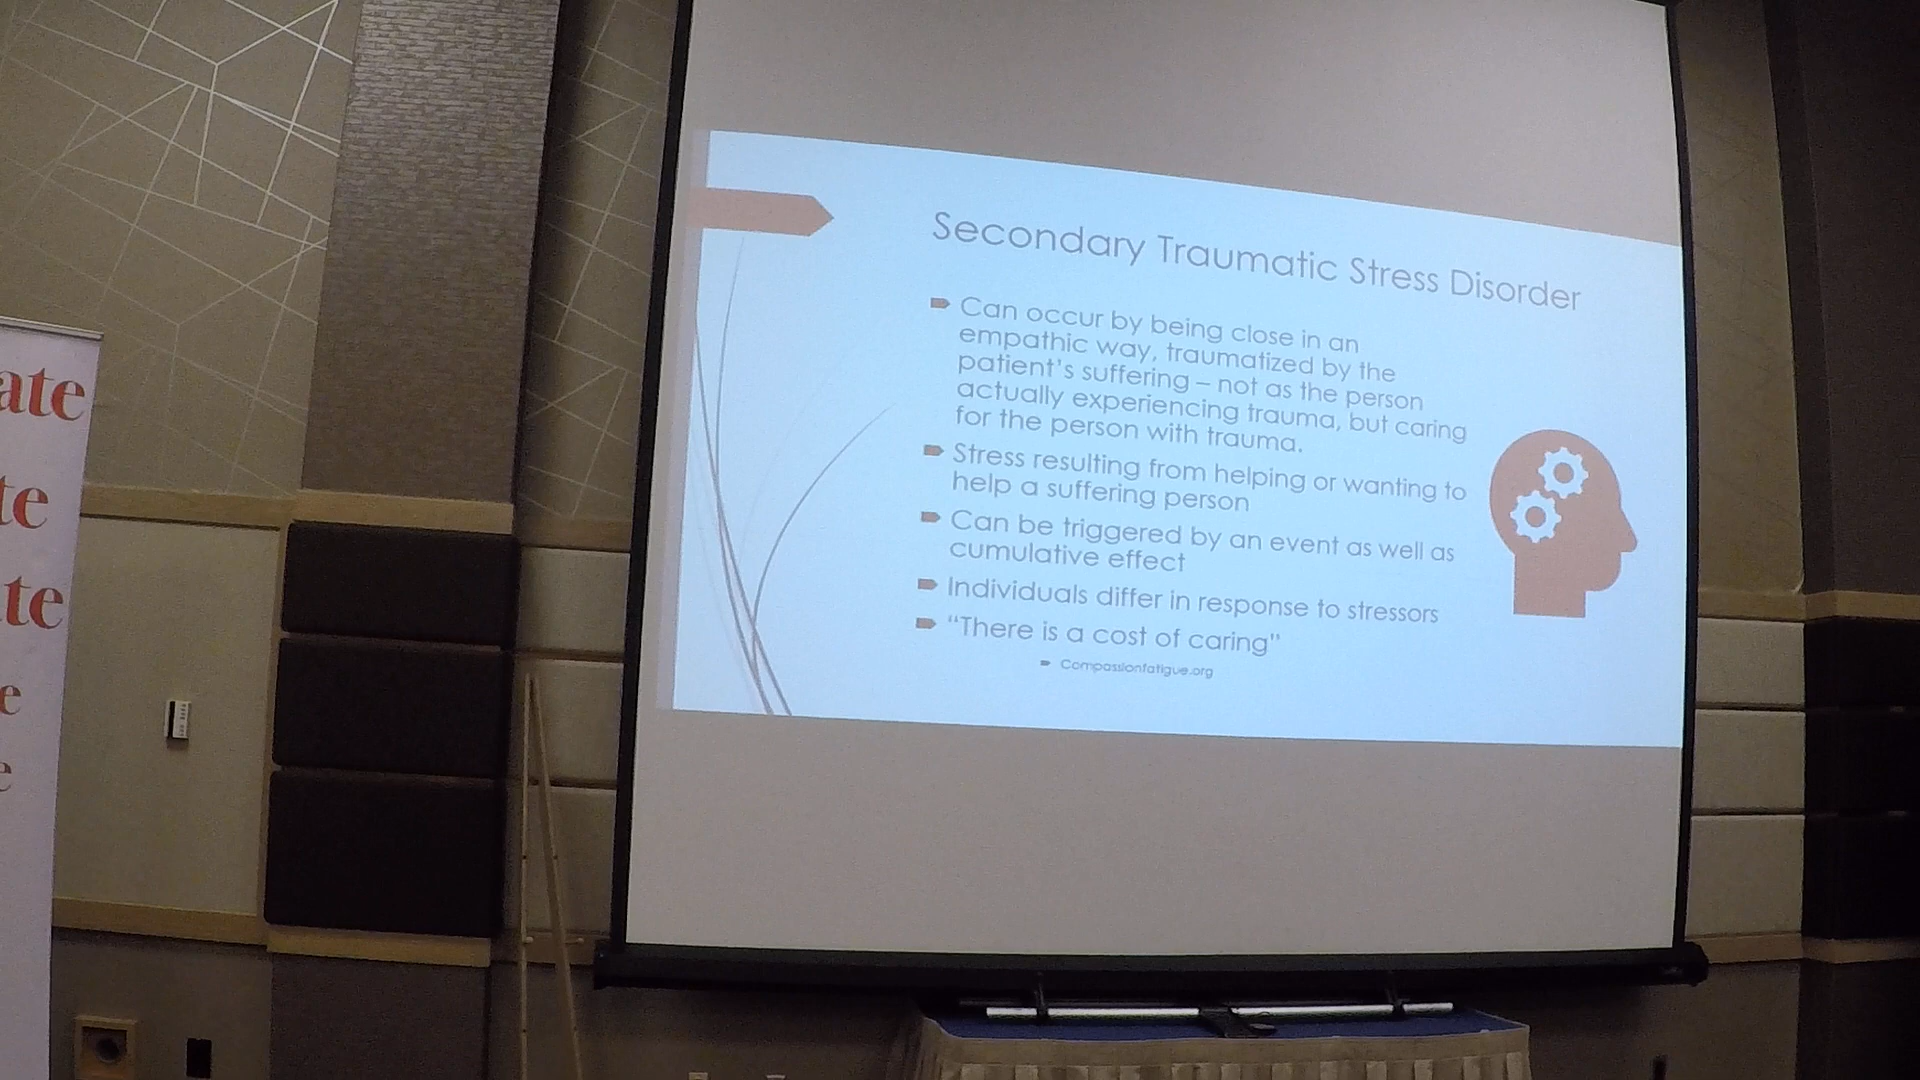 Secondary Traumatic Stress Disorder
Can occur by being close in an
empathic way, traumatized by the
patient's suffering – not as the person
actually experiencing trauma, but caring
for the person with trauma.
Stress resulting from helping or wanting to
help a suffering person
Can be triggered by an event as well as
cumulative effect
Individuals differ in response to stressors
"There is a cost of caring"
Compassionfatigue.org
ate
te
te
e
e